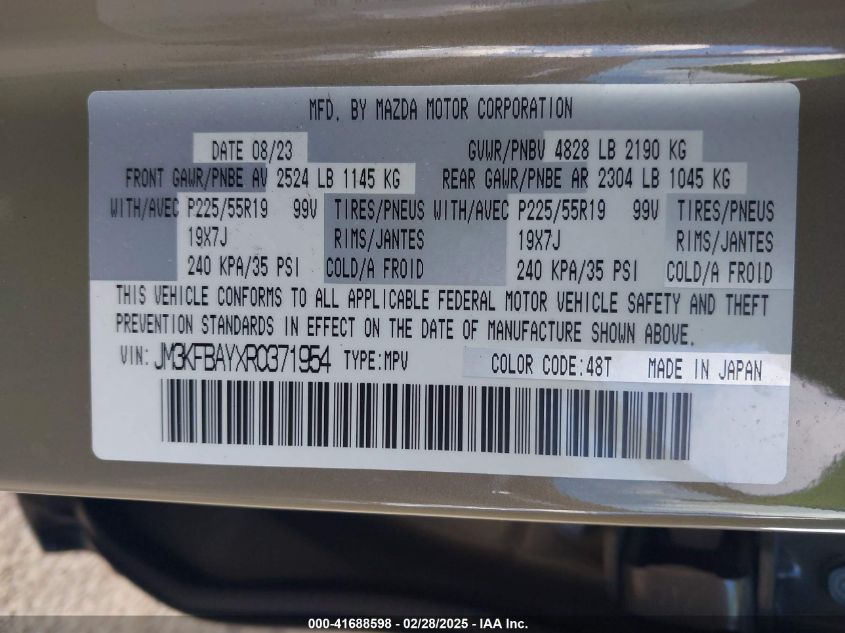 MFD. BY MAZDA MOTOR CORPORATION
DATE 08/23 GVWR/PNBV 4828 LB 2190 KG
FRONT GAWR/PNBE AV 2524 LB 1145 KG REAR GAWR/PNBE AR 2304 LB 1045 KG
WITH/AVEC P225/55R19 99V TIRES/PNEUS WITH/AVEC P225/55R19 99V TIRES/PNEUS
19X7J RIMS/JANTES 19X7J RIMS/JANTES
240 KPA/35 PSI COLD/A FROID 240 KPA/35 PSI COLD/A FROID
THIS VEHICLE CONFORMS TO ALL APPLICABLE FEDERAL MOTOR VEHICLE SAFETY AND THEFT
PREVENTION STANDARDS IN EFFECT ON THE DATE OF MANUFACTURE SHOWN ABOVE.
VIN: JM3KFBAYXR0371954 TYPE:MPV COLOR CODE:48T MADE IN JAPAN
000-41688598 - 02/28/2025 - IAA Inc.